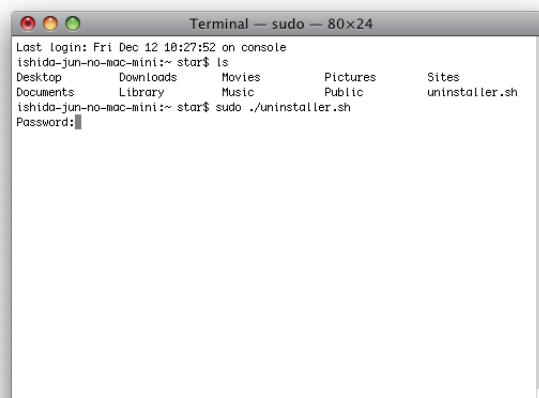 Terminal — sudo — 80×24
Last login: Fri Dec 12 10:27:52 on console
ishida-jun-no-mac-mini:~ star$ ls
Desktop Downloads Movies Pictures Sites
Documents Library Music Public uninstaller.sh
ishida-jun-no-mac-mini:~ star$ sudo ./uninstaller.sh
Password: